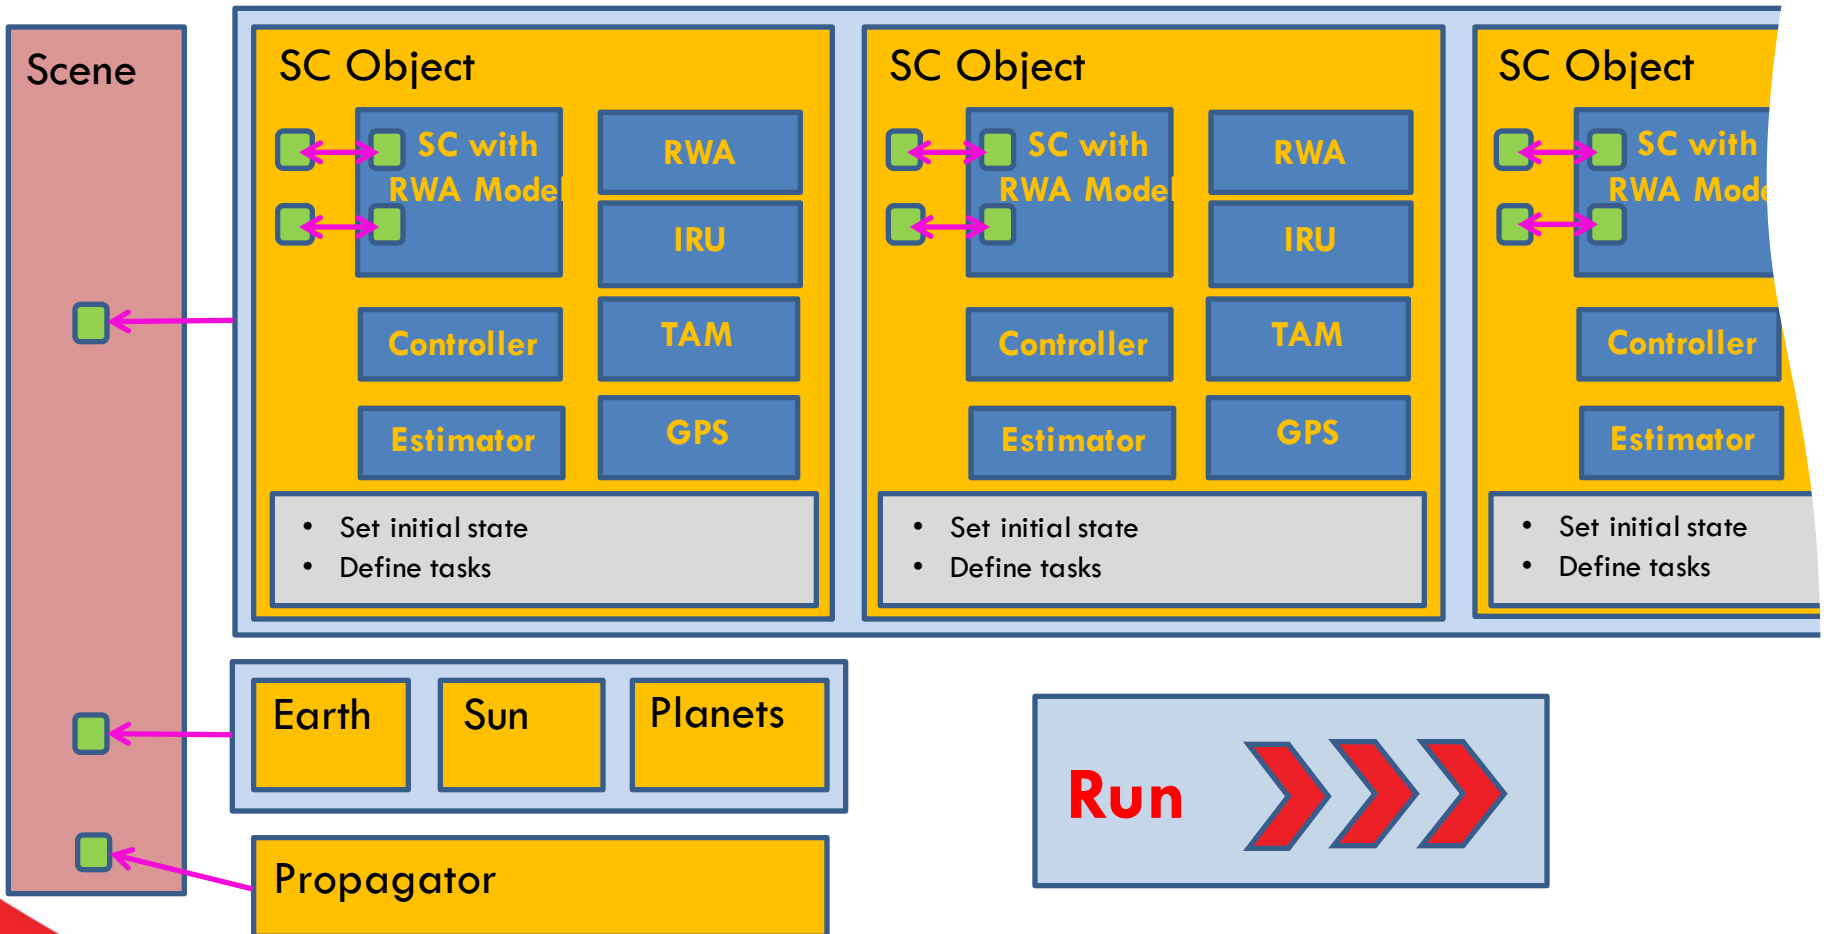 Scene
SC Object
SC with
RWA Model
RWA
IRU
Controller
TAM
Estimator
GPS
• Set initial state
• Define tasks
SC Object
SC with
RWA Model
RWA
IRU
Controller
TAM
Estimator
GPS
• Set initial state
• Define tasks
SC Object
SC with
RWA Mode
Controller
Estimator
• Set initial state
• Define tasks
Earth
Sun
Planets
Propagator
Run